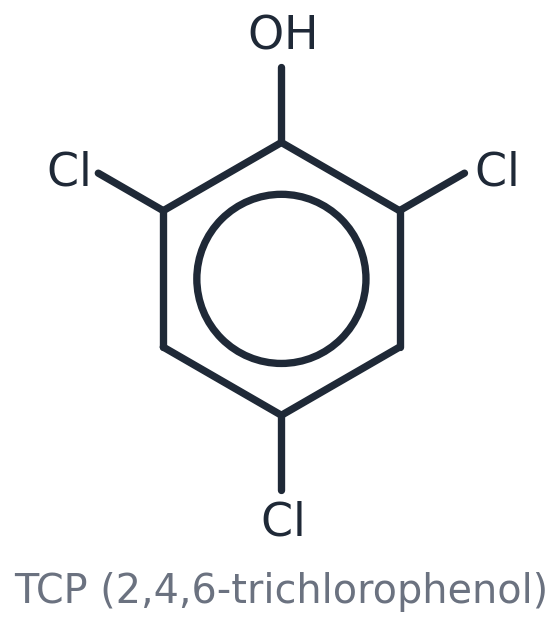 OH
Cl Cl
Cl
TCP (2,4,6-trichlorophenol)